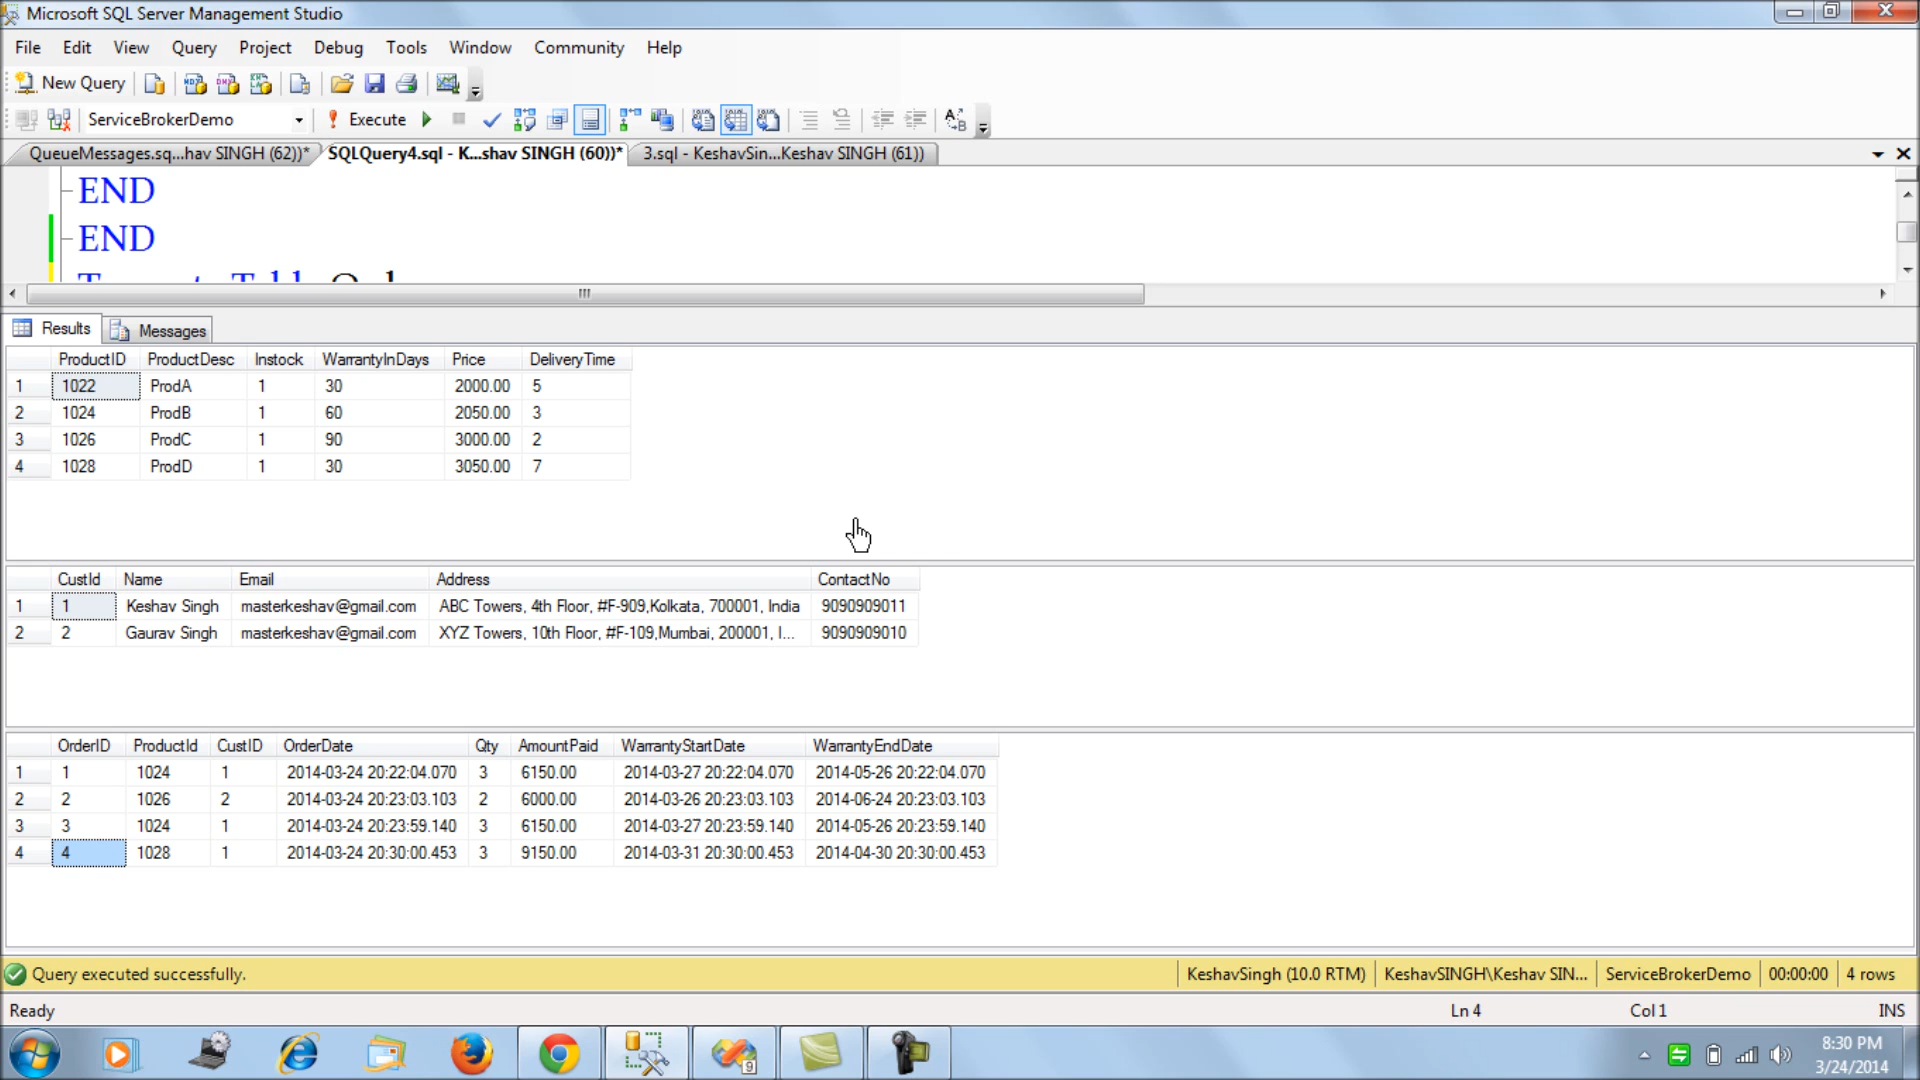 Microsoft SQL Server Management Studio
File Edit View Query Project Debug Tools Window Community Help
New Query
ServiceBrokerDemo Execute
QueueMessages.sq...hav SINGH (62))* SQLQuery4.sql - K...shav SINGH (60))* 3.sql - KeshavSin...Keshav SINGH (61))
END
END
Results Messages
ProductID ProductDesc Instock WarrantyInDays Price DeliveryTime
1 1022 ProdA 1 30 2000.00 5
2 1024 ProdB 1 60 2050.00 3
3 1026 ProdC 1 90 3000.00 2
4 1028 ProdD 1 30 3050.00 7
CustId Name Email Address ContactNo
1 1 Keshav Singh masterkeshav@gmail.com ABC Towers, 4th Floor, #F-909,Kolkata, 700001, India 9090909011
2 2 Gaurav Singh masterkeshav@gmail.com XYZ Towers, 10th Floor, #F-109,Mumbai, 200001, I... 9090909010
OrderID ProductId CustID OrderDate Qty AmountPaid WarrantyStartDate WarrantyEndDate
1 1 1024 1 2014-03-24 20:22:04.070 3 6150.00 2014-03-27 20:22:04.070 2014-05-26 20:22:04.070
2 2 1026 2 2014-03-24 20:23:03.103 2 6000.00 2014-03-26 20:23:03.103 2014-06-24 20:23:03.103
3 3 1024 1 2014-03-24 20:23:59.140 3 6150.00 2014-03-27 20:23:59.140 2014-05-26 20:23:59.140
4 4 1028 1 2014-03-24 20:30:00.453 3 9150.00 2014-03-31 20:30:00.453 2014-04-30 20:30:00.453
Query executed successfully. KeshavSingh (10.0 RTM) KeshavSINGH\Keshav SIN... ServiceBrokerDemo 00:00:00 4 rows
Ready Ln 4 Col 1 INS
9
8:30 PM
3/24/2014